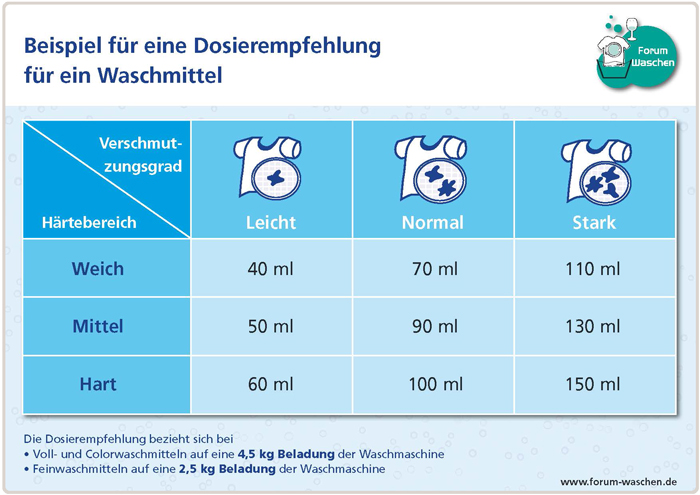 Beispiel für eine Dosierempfehlung
für ein Waschmittel
Forum
Waschen
Verschmut-
zungsgrad
Härtebereich
Leicht
Normal
Stark
Weich
40 ml
70 ml
110 ml
Mittel
50 ml
90 ml
130 ml
Hart
60 ml
100 ml
150 ml
Die Dosierempfehlung bezieht sich bei
• Voll- und Colorwaschmitteln auf eine 4,5 kg Beladung der Waschmaschine
• Feinwaschmitteln auf eine 2,5 kg Beladung der Waschmaschine
www.forum-waschen.de